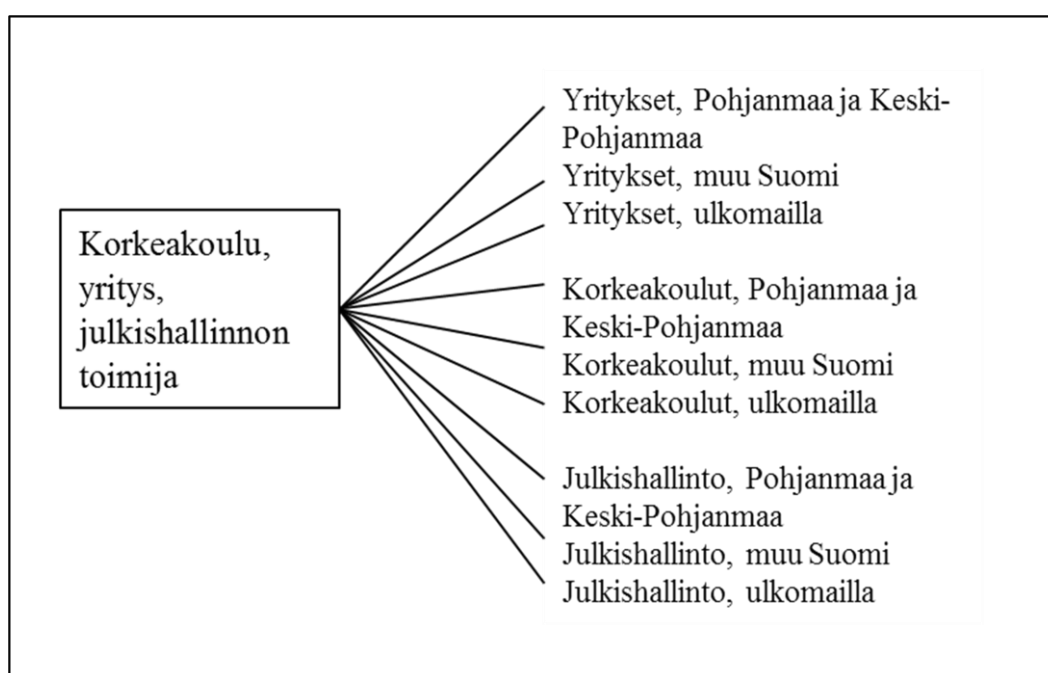 Korkeakoulu,
yritys,
julkishallinnon
toimija
Yritykset, Pohjanmaa ja Keski-
Pohjanmaa
Yritykset, muu Suomi
Yritykset, ulkomailla
Korkeakoulut, Pohjanmaa ja
Keski-Pohjanmaa
Korkeakoulut, muu Suomi
Korkeakoulut, ulkomailla
Julkishallinto, Pohjanmaa ja
Keski-Pohjanmaa
Julkishallinto, muu Suomi
Julkishallinto, ulkomailla